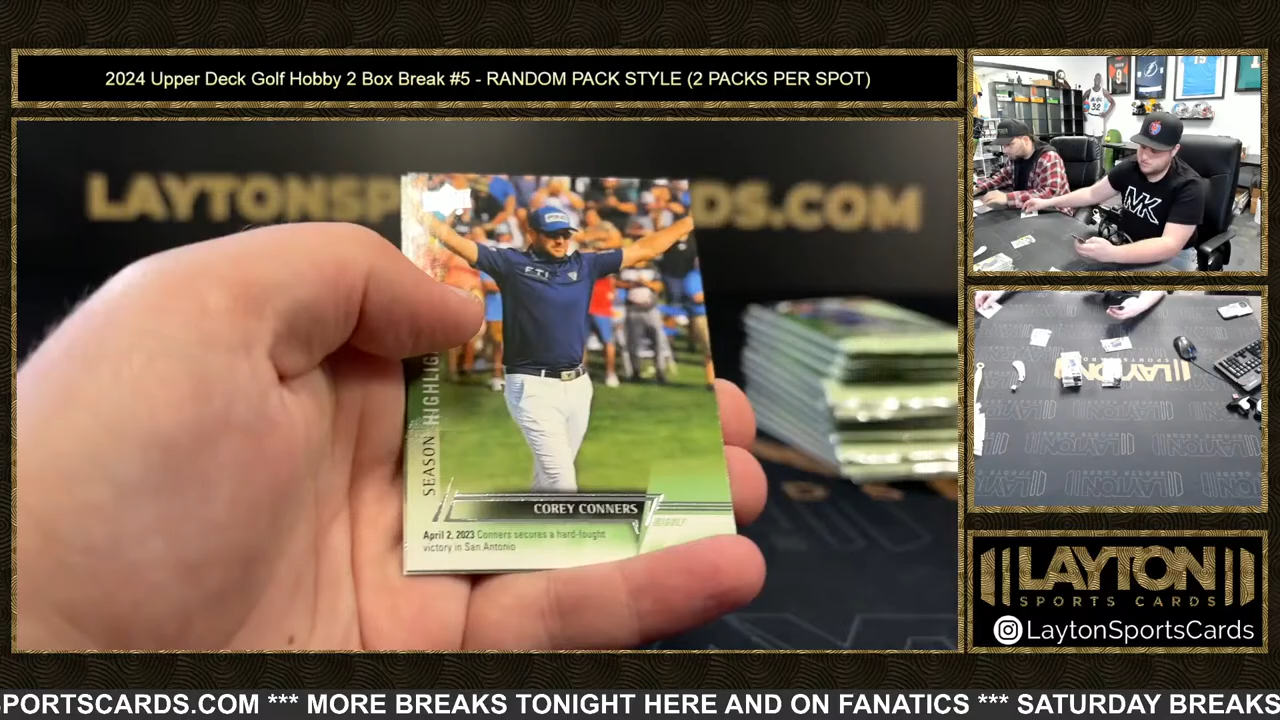 2024 Upper Deck Golf Hobby 2 Box Break #5 - RANDOM PACK STYLE (2 PACKS PER SPOT)
LAYTONSP
DS.COM
SEASON HIGHLIG
COREY CONNERS
April 2, 2023 Conners secures a hard-fought
victory in San Antonio
LAYTON
SPORTS CARDS
LaytonSportsCards
SPORTSCARDS.COM *** MORE BREAKS TONIGHT HERE AND ON FANATICS *** SATURDAY BREAKS